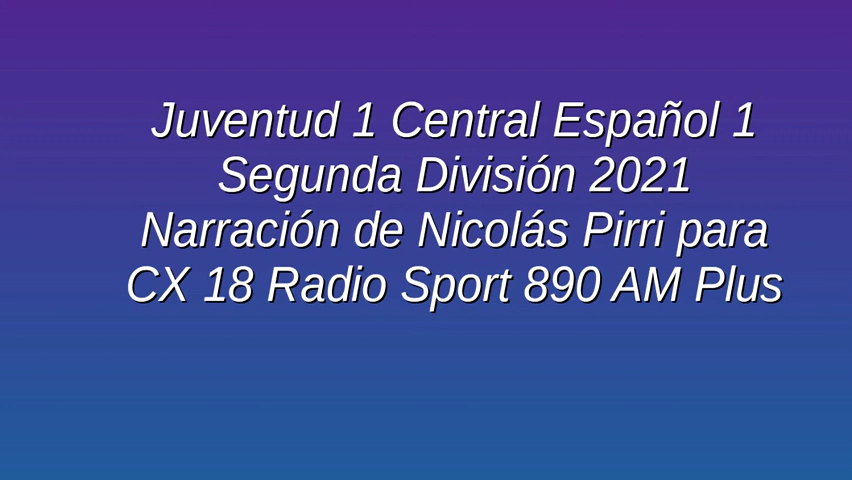 Juventud 1 Central Español 1
Segunda División 2021
Narración de Nicolás Pirri para
CX 18 Radio Sport 890 AM Plus